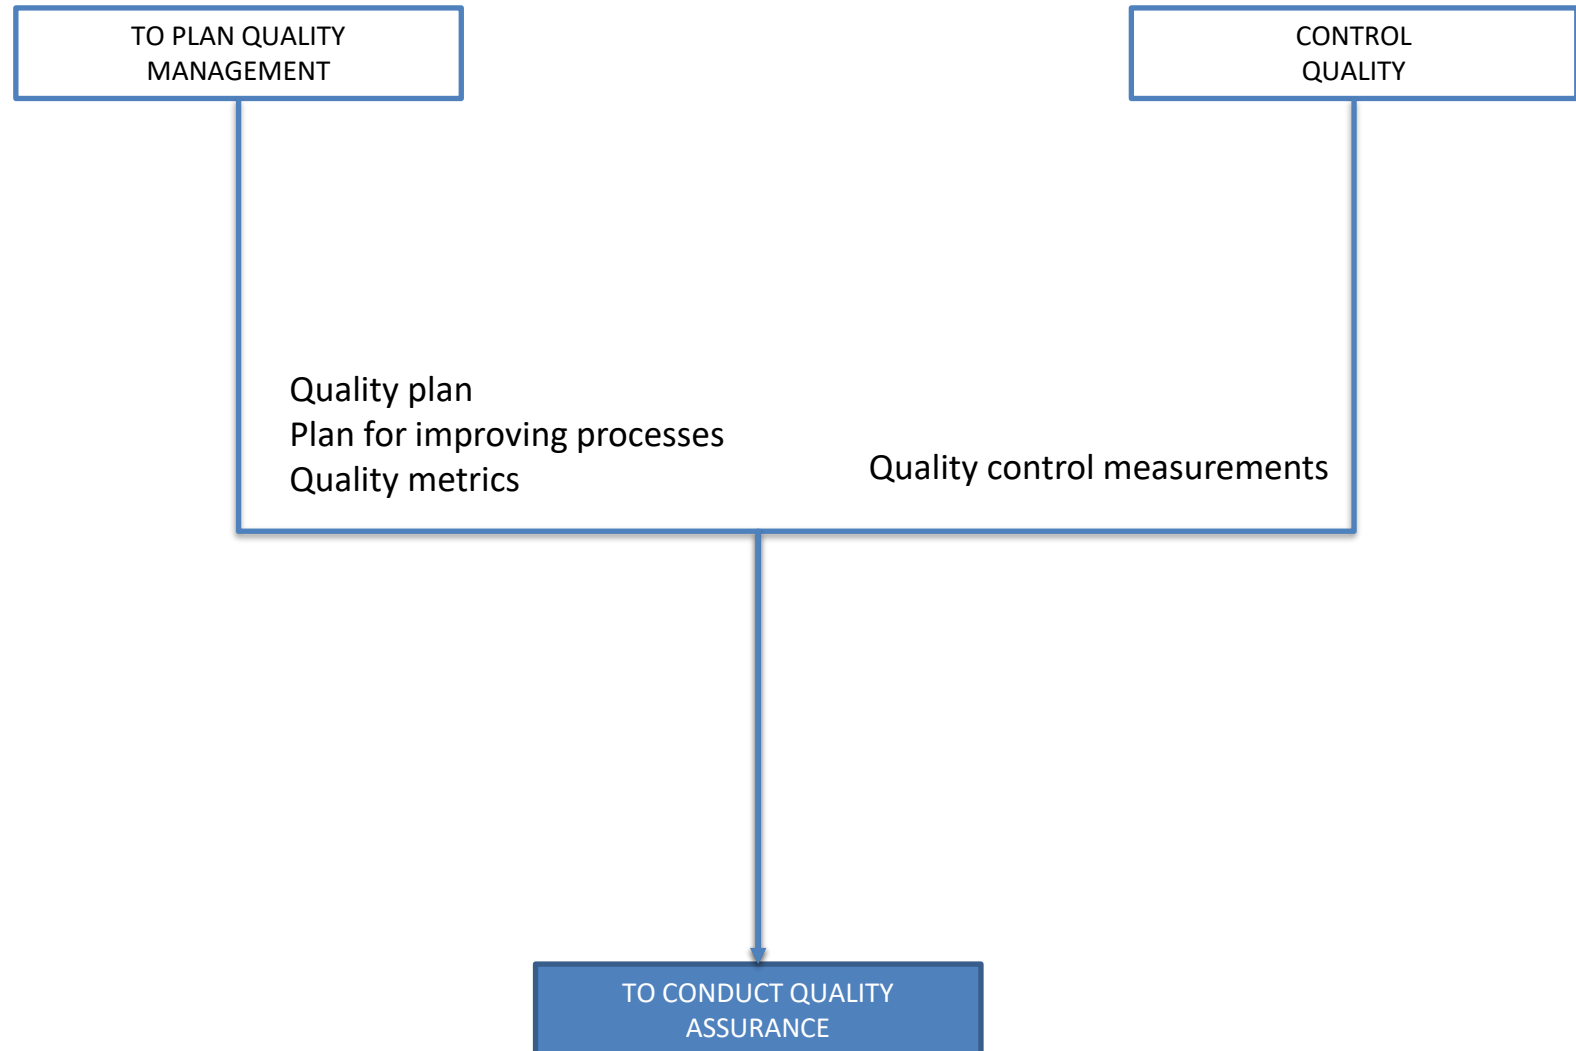 TO PLAN QUALITY
MANAGEMENT
CONTROL
QUALITY
Quality plan
Plan for improving processes
Quality metrics
Quality control measurements
TO CONDUCT QUALITY
ASSURANCE